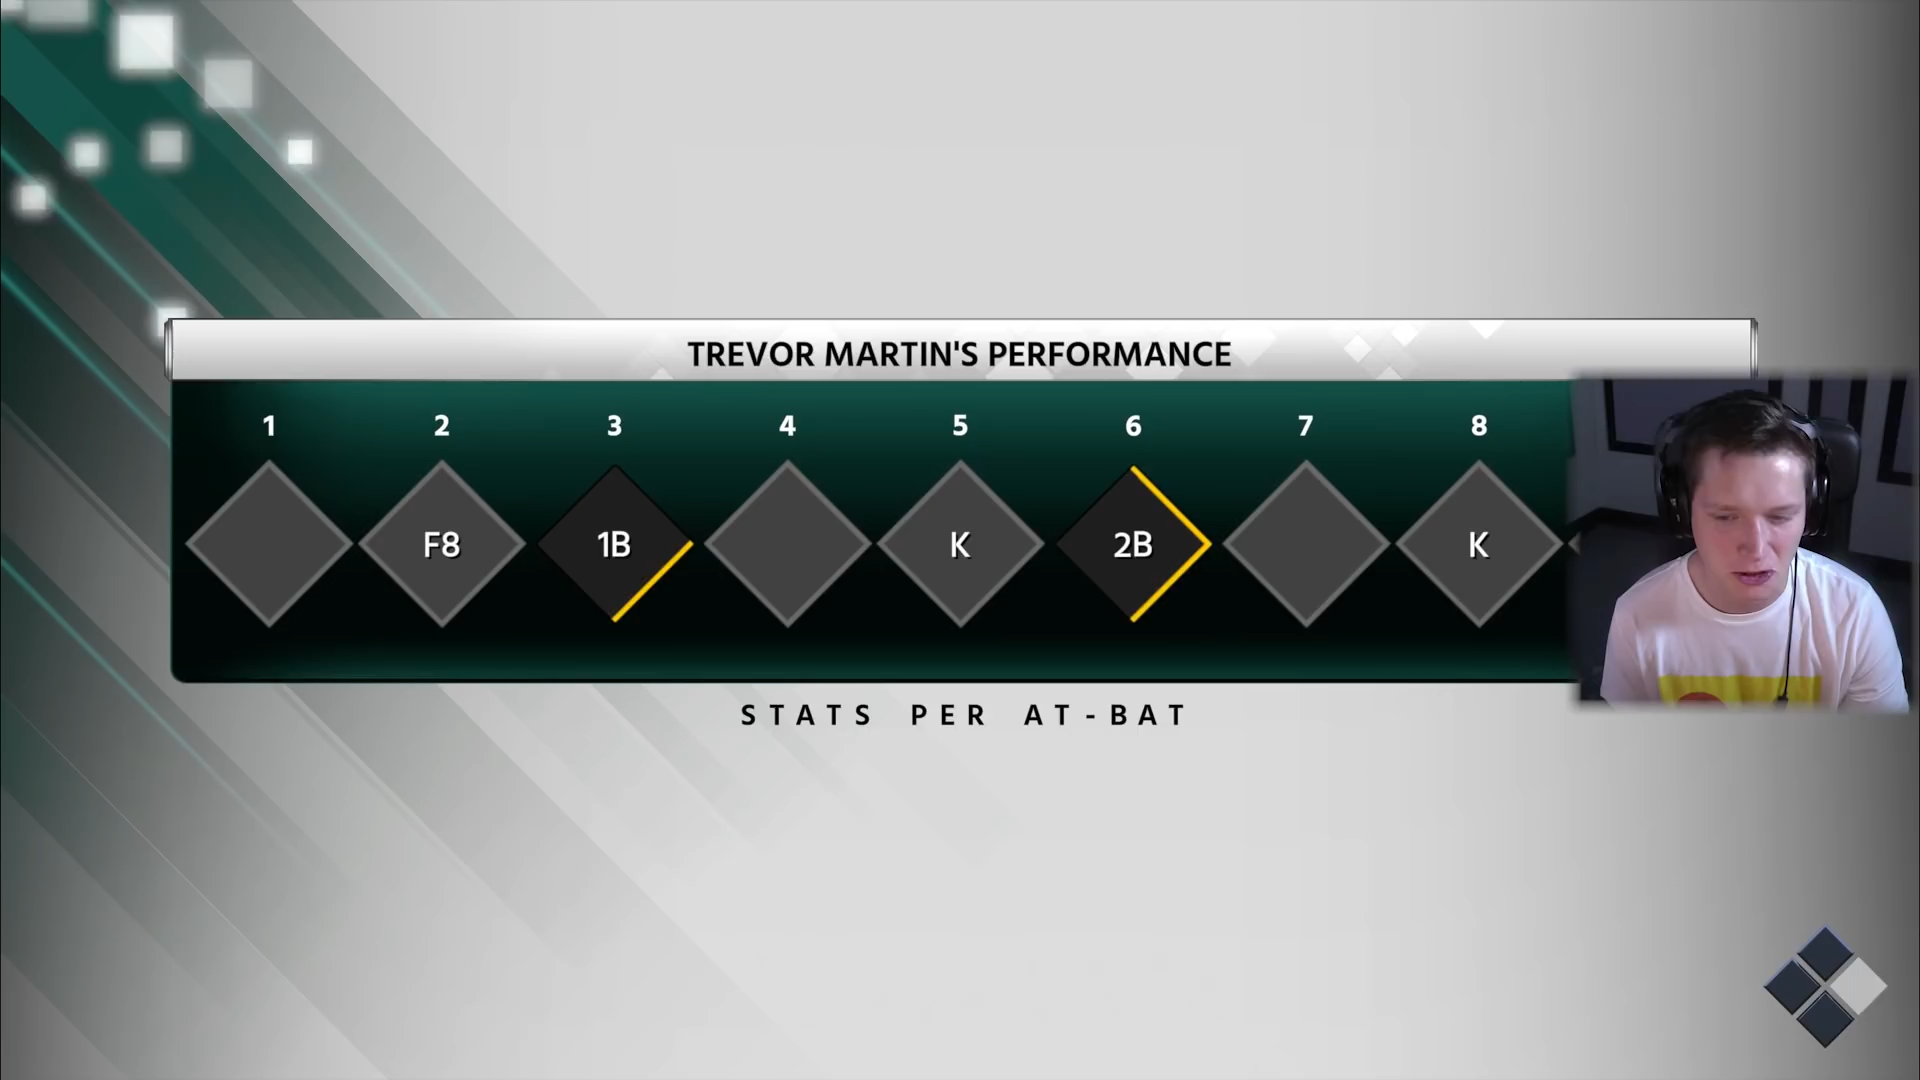 TREVOR MARTIN'S PERFORMANCE
1 2 3 4 5 6 7 8
F8 1B K 2B K
STATS PER AT-BAT